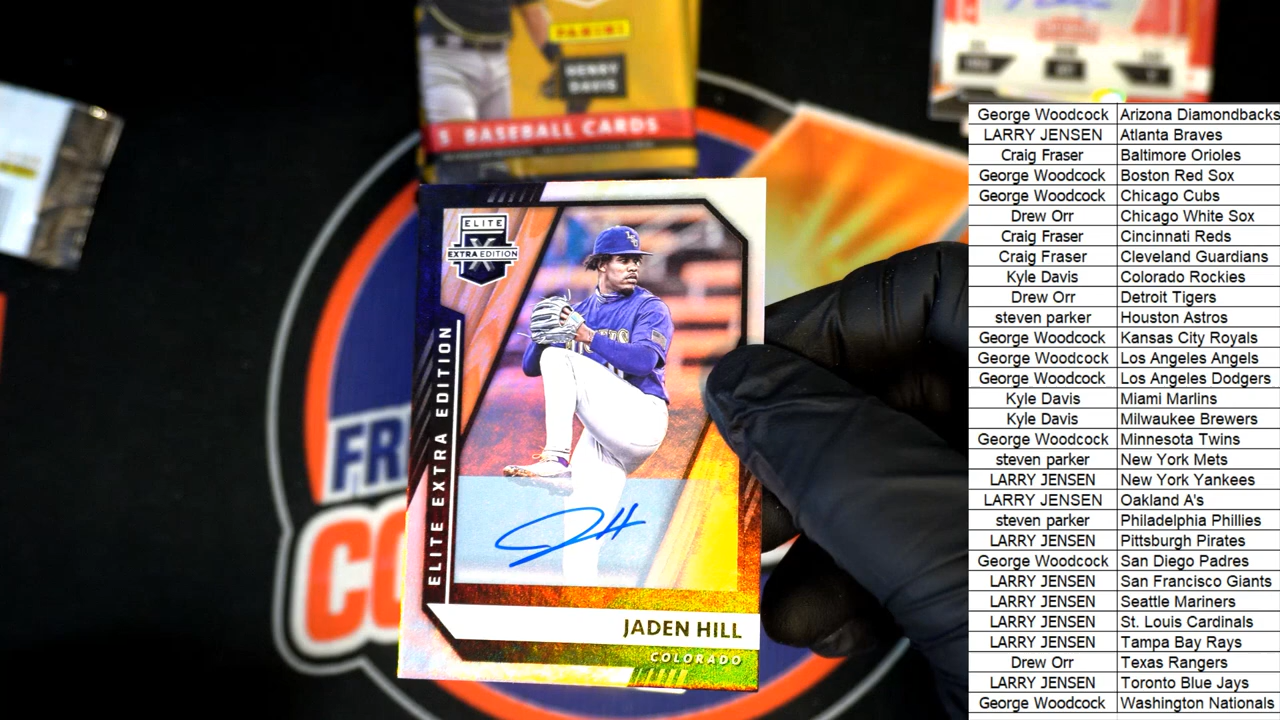 PANINI
HENRY
DAVIS
5 BASEBALL CARDS
ELITE
EXTRA EDITION
X
ELITE EXTRA EDITION
JH
JADEN HILL
COLORADO
FR
CO
George Woodcock Arizona Diamondbacks
LARRY JENSEN Atlanta Braves
Craig Fraser Baltimore Orioles
George Woodcock Boston Red Sox
George Woodcock Chicago Cubs
Drew Orr Chicago White Sox
Craig Fraser Cincinnati Reds
Craig Fraser Cleveland Guardians
Kyle Davis Colorado Rockies
Drew Orr Detroit Tigers
steven parker Houston Astros
George Woodcock Kansas City Royals
George Woodcock Los Angeles Angels
George Woodcock Los Angeles Dodgers
Kyle Davis Miami Marlins
Kyle Davis Milwaukee Brewers
George Woodcock Minnesota Twins
steven parker New York Mets
LARRY JENSEN New York Yankees
LARRY JENSEN Oakland A's
steven parker Philadelphia Phillies
LARRY JENSEN Pittsburgh Pirates
George Woodcock San Diego Padres
LARRY JENSEN San Francisco Giants
LARRY JENSEN Seattle Mariners
LARRY JENSEN St. Louis Cardinals
LARRY JENSEN Tampa Bay Rays
Drew Orr Texas Rangers
LARRY JENSEN Toronto Blue Jays
George Woodcock Washington Nationals